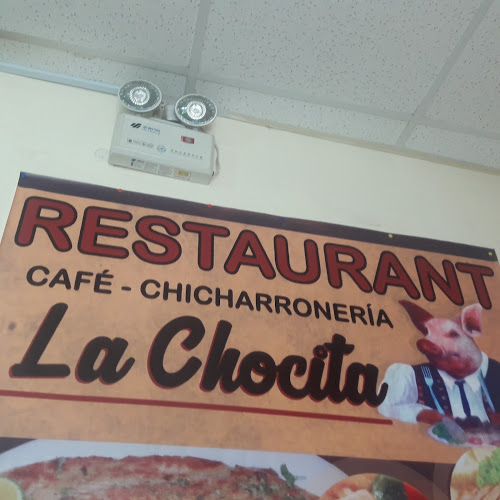 RESTAURANT
CAFÉ - CHICHARRONERÍA
La Chocita